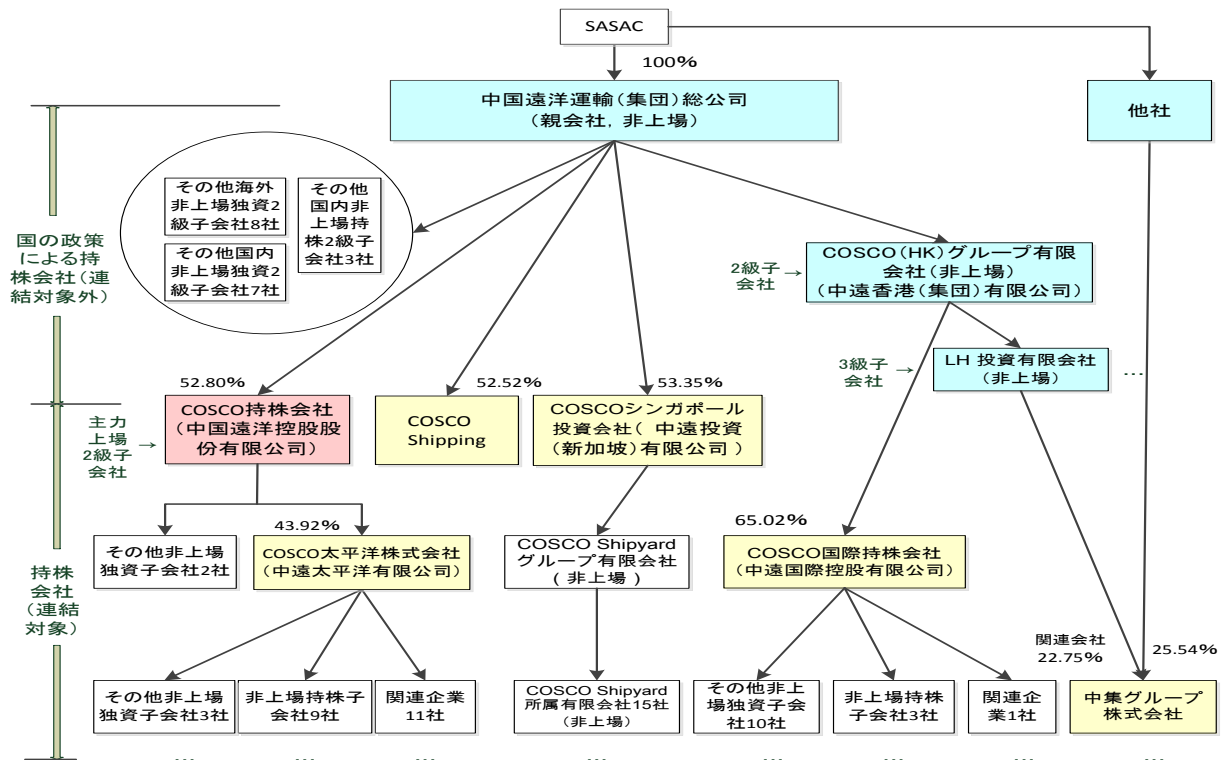 SASAC
100%
中国遠洋運輸(集団)総公司
(親会社, 非上場)
他社
その他海外
非上場独資2
級子会社8社
その他国内
非上場独資2
級子会社7社
その他
国内非
上場持
株2級子
会社3社
国の政策
による持
株会社(連
結対象外)
2級子 →
会社
COSCO(HK)グループ有限
会社(非上場)
(中遠香港(集団)有限公司)
3級子 →
会社
LH 投資有限会社
(非上場)
...
52.80%
52.52%
53.35%
主力
上場 →
2級子
会社
COSCO持株会社
(中国遠洋控股股
份有限公司)
COSCO
Shipping
COSCOシンガポール
投資会社( 中遠投資
(新加坡)有限公司 )
43.92%
65.02%
その他非上場
独資子会社2社
COSCO太平洋株式会社
(中遠太平洋有限公司)
COSCO Shipyard
グループ有限会社
( 非上場 )
COSCO国際持株会社
(中遠国際控股有限公司)
持株
会社
(連結
対象)
関連会社
22.75%
25.54%
その他非上場
独資子会社3社
非上場持株子
会社9社
関連企業
11社
COSCO Shipyard
所属有限会社15社
(非上場)
その他非上
場独資子会
社10社
非上場持株
子会社3社
関連企
業1社
中集グループ
株式会社
... ... ... ... ... ... ... ...